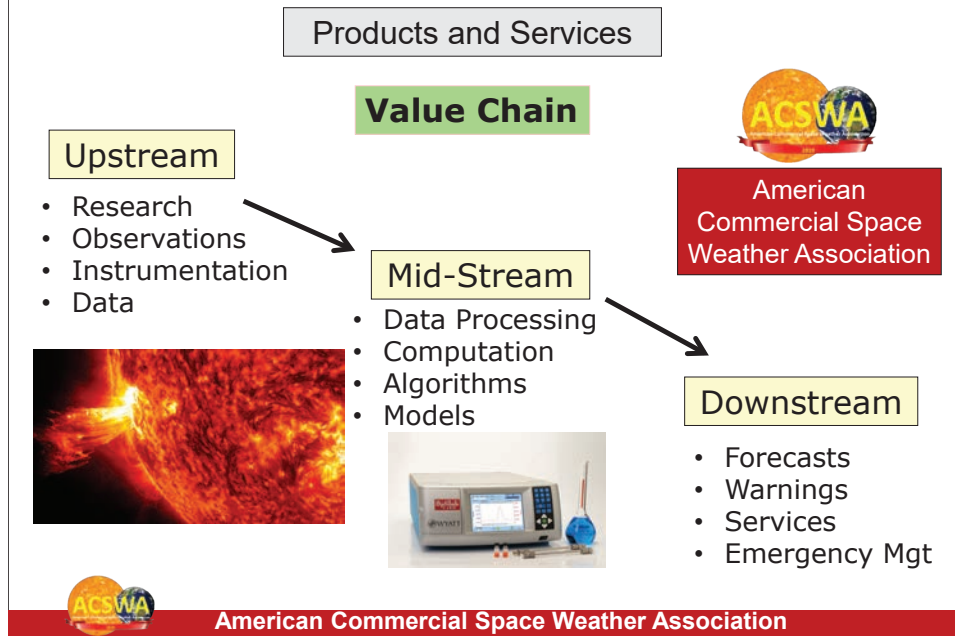 Products and Services
Value Chain
ACSWA
American
Commercial Space
Weather Association
Upstream
• Research
• Observations
• Instrumentation
• Data
Mid-Stream
• Data Processing
• Computation
• Algorithms
• Models
WYATT
Downstream
• Forecasts
• Warnings
• Services
• Emergency Mgt
ACSWA
American Commercial Space Weather Association